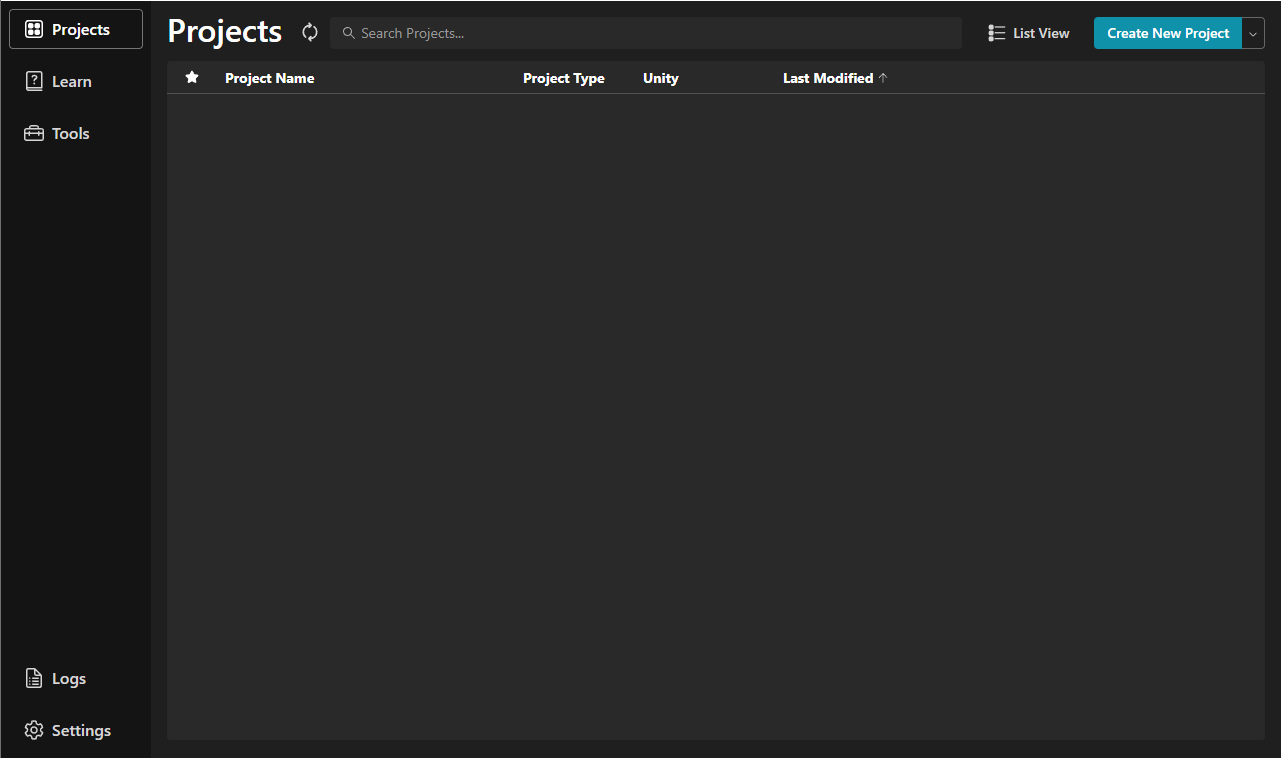 Projects
Learn
Tools
Logs
Settings
Projects
Search Projects...
List View
Create New Project
Project Name Project Type Unity Last Modified ↑